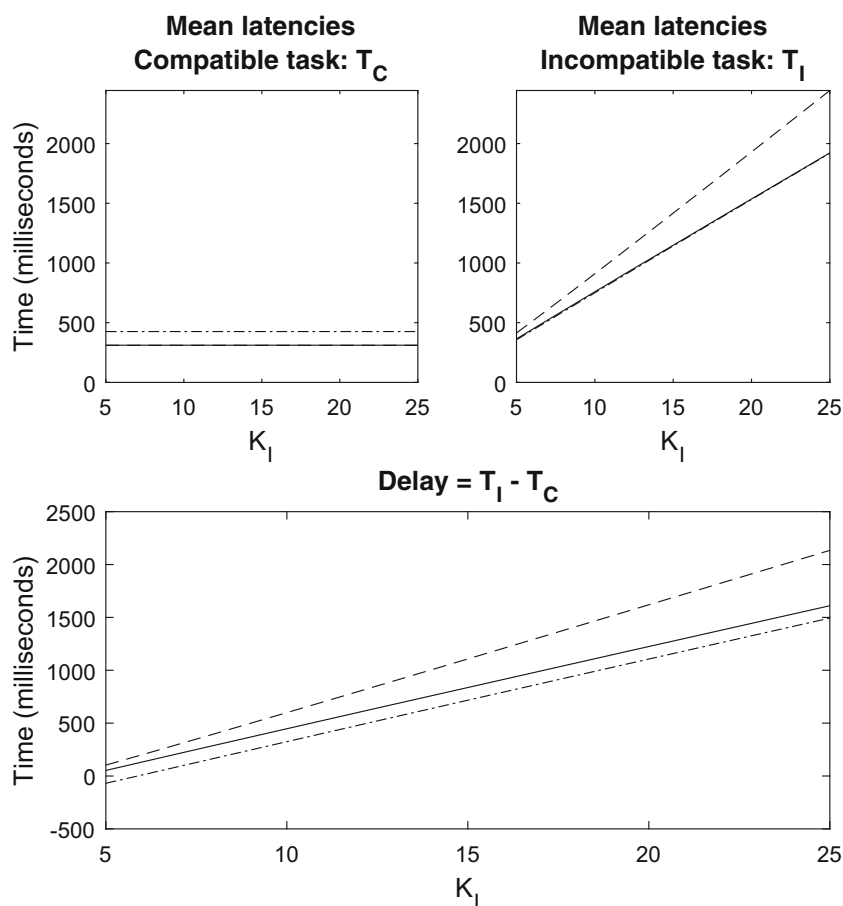 Mean latencies
Compatible task: T_C
Mean latencies
Incompatible task: T_I
Time (milliseconds)
2000
1500
1000
500
0
5 10 15 20 25
K_I
2000
1500
1000
500
0
5 10 15 20 25
K_I
Delay = T_I - T_C
Time (milliseconds)
2500
2000
1500
1000
500
0
-500
5 10 15 20 25
K_I